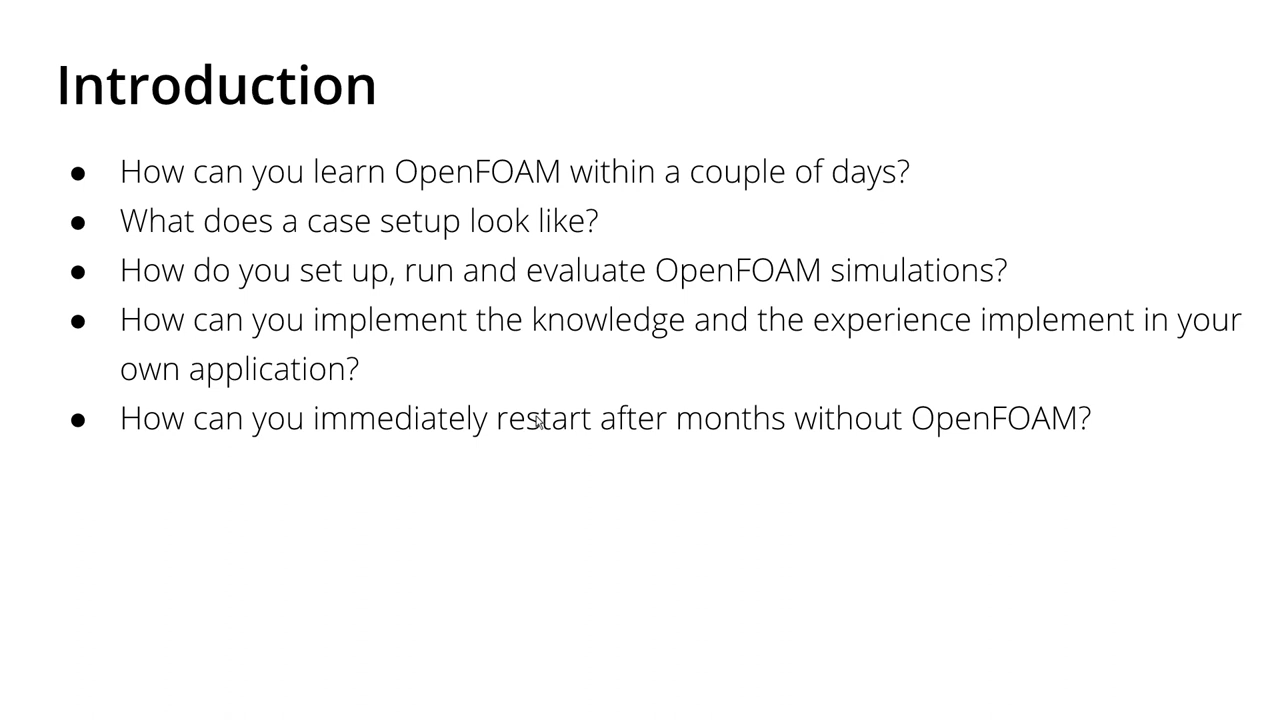 Introduction
● How can you learn OpenFOAM within a couple of days?
● What does a case setup look like?
● How do you set up, run and evaluate OpenFOAM simulations?
● How can you implement the knowledge and the experience implement in your
own application?
● How can you immediately restart after months without OpenFOAM?